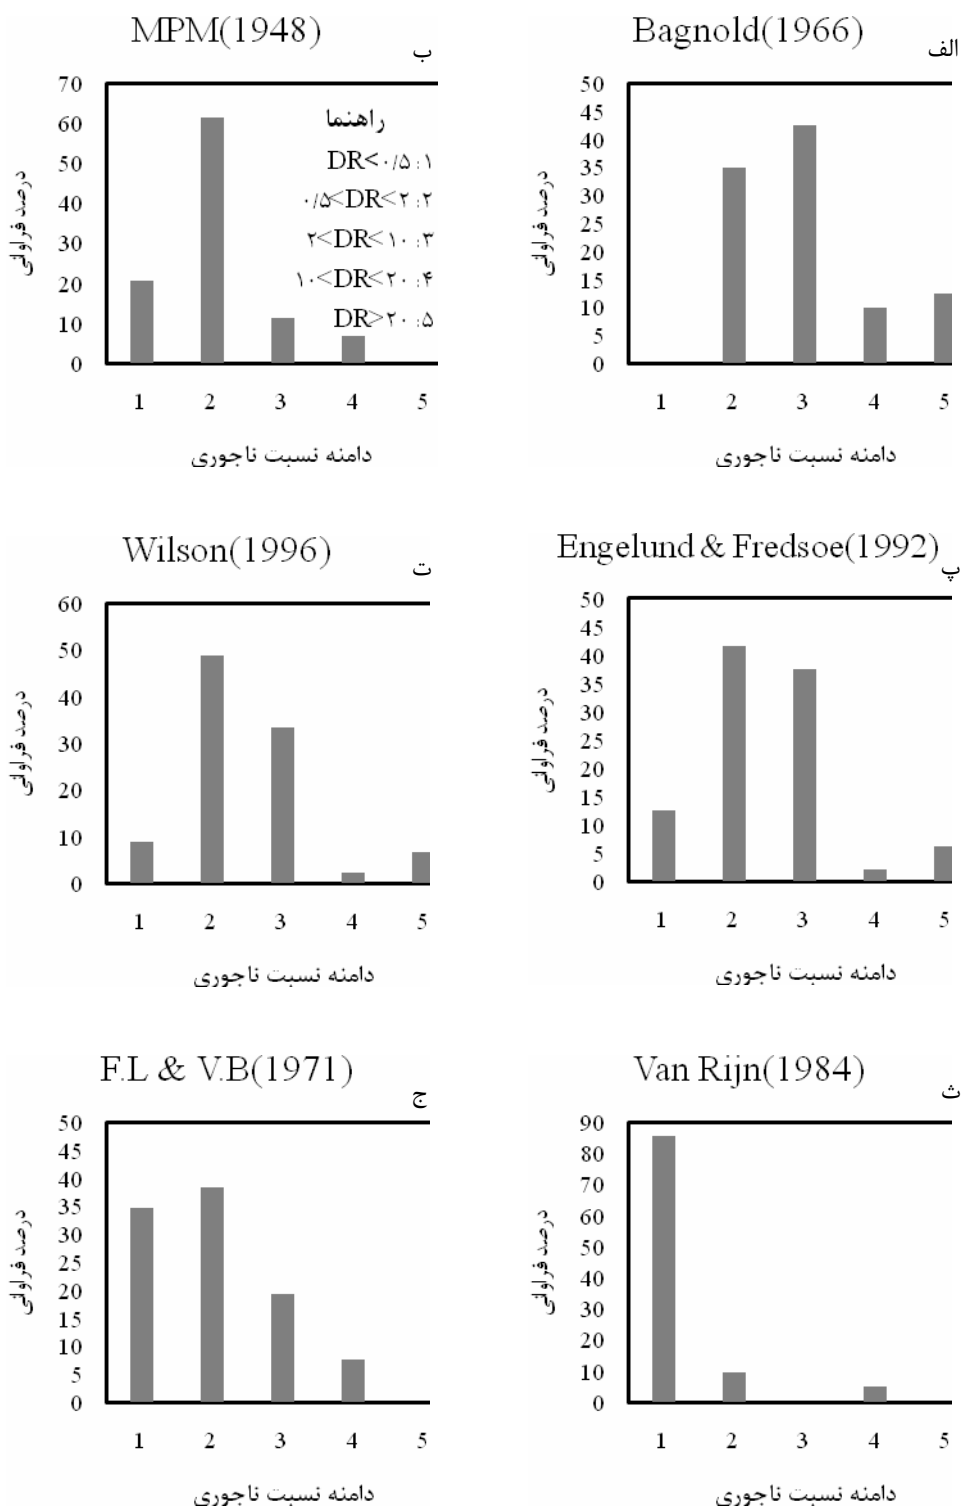 Bagnold(1966)
الف
50
45
40
35
30
25
20
15
10
5
0
درصد فراوانی
1 2 3 4 5
دامنه نسبت ناجوری
MPM(1948)
ب
70
60
50
40
30
20
10
0
درصد فراوانی
راهنما
۱: DR<۰/۵
۲: ۰/۵<DR<۲
۳: ۲<DR<۱۰
۴: ۱۰<DR<۲۰
۵: DR>۲۰
1 2 3 4 5
دامنه نسبت ناجوری
Engelund & Fredsoe(1992)
پ
50
45
40
35
30
25
20
15
10
5
0
درصد فراوانی
1 2 3 4 5
دامنه نسبت ناجوری
Wilson(1996)
ت
60
50
40
30
20
10
0
درصد فراوانی
1 2 3 4 5
دامنه نسبت ناجوری
Van Rijn(1984)
ث
90
80
70
60
50
40
30
20
10
0
درصد فراوانی
1 2 3 4 5
دامنه نسبت ناجوری
F.L & V.B(1971)
ج
50
45
40
35
30
25
20
15
10
5
0
درصد فراوانی
1 2 3 4 5
دامنه نسبت ناجوری